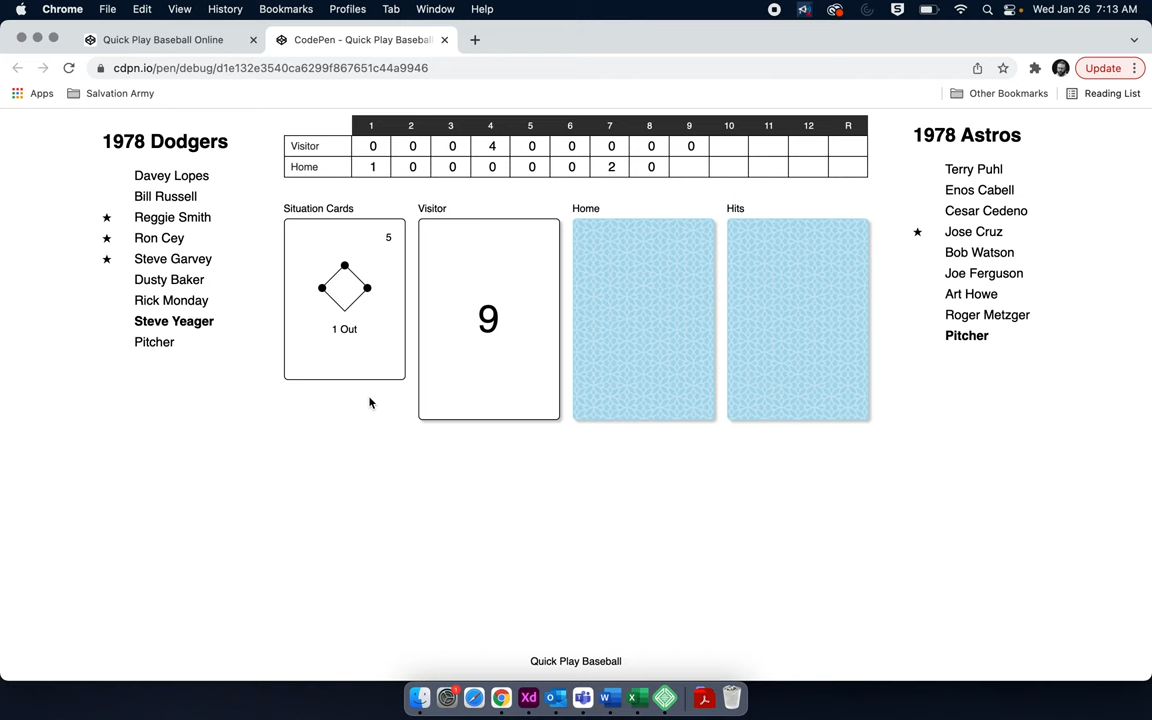 Chrome File Edit View History Bookmarks Profiles Tab Window Help Wed Jan 26 7:13 AM
Quick Play Baseball Online CodePen - Quick Play Basebal
cdpn.io/pen/debug/d1e132e3540ca6299f867651c44a9946 Update
Apps Salvation Army Other Bookmarks Reading List
1978 Dodgers
Davey Lopes
Bill Russell
Reggie Smith
Ron Cey
Steve Garvey
Dusty Baker
Rick Monday
Steve Yeager
Pitcher
1 2 3 4 5 6 7 8 9 10 11 12 R
Visitor 0 0 0 4 0 0 0 0 0
Home 1 0 0 0 0 0 2 0
Situation Cards Visitor Home Hits
5
1 Out
9
1978 Astros
Terry Puhl
Enos Cabell
Cesar Cedeno
Jose Cruz
Bob Watson
Joe Ferguson
Art Howe
Roger Metzger
Pitcher
Quick Play Baseball